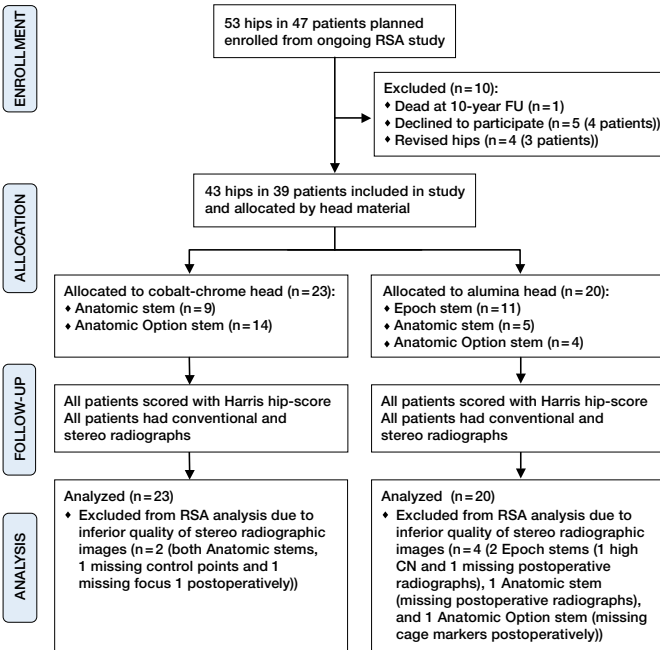 ENROLLMENT
53 hips in 47 patients planned
enrolled from ongoing RSA study
Excluded (n=10):
♦ Dead at 10-year FU (n=1)
♦ Declined to participate (n=5 (4 patients))
♦ Revised hips (n=4 (3 patients))
ALLOCATION
43 hips in 39 patients included in study
and allocated by head material
Allocated to cobalt-chrome head (n=23):
♦ Anatomic stem (n=9)
♦ Anatomic Option stem (n=14)
Allocated to alumina head (n=20):
♦ Epoch stem (n=11)
♦ Anatomic stem (n=5)
♦ Anatomic Option stem (n=4)
FOLLOW-UP
All patients scored with Harris hip-score
All patients had conventional and
stereo radiographs
All patients scored with Harris hip-score
All patients had conventional and
stereo radiographs
ANALYSIS
Analyzed (n=23)
♦ Excluded from RSA analysis due to
inferior quality of stereo radiographic
images (n=2 (both Anatomic stems,
1 missing control points and 1
missing focus 1 postoperatively))
Analyzed (n=20)
♦ Excluded from RSA analysis due to
inferior quality of stereo radiographic
images (n=4 (2 Epoch stems (1 high
CN and 1 missing postoperative
radiographs), 1 Anatomic stem
(missing postoperative radiographs),
and 1 Anatomic Option stem (missing
cage markers postoperatively))